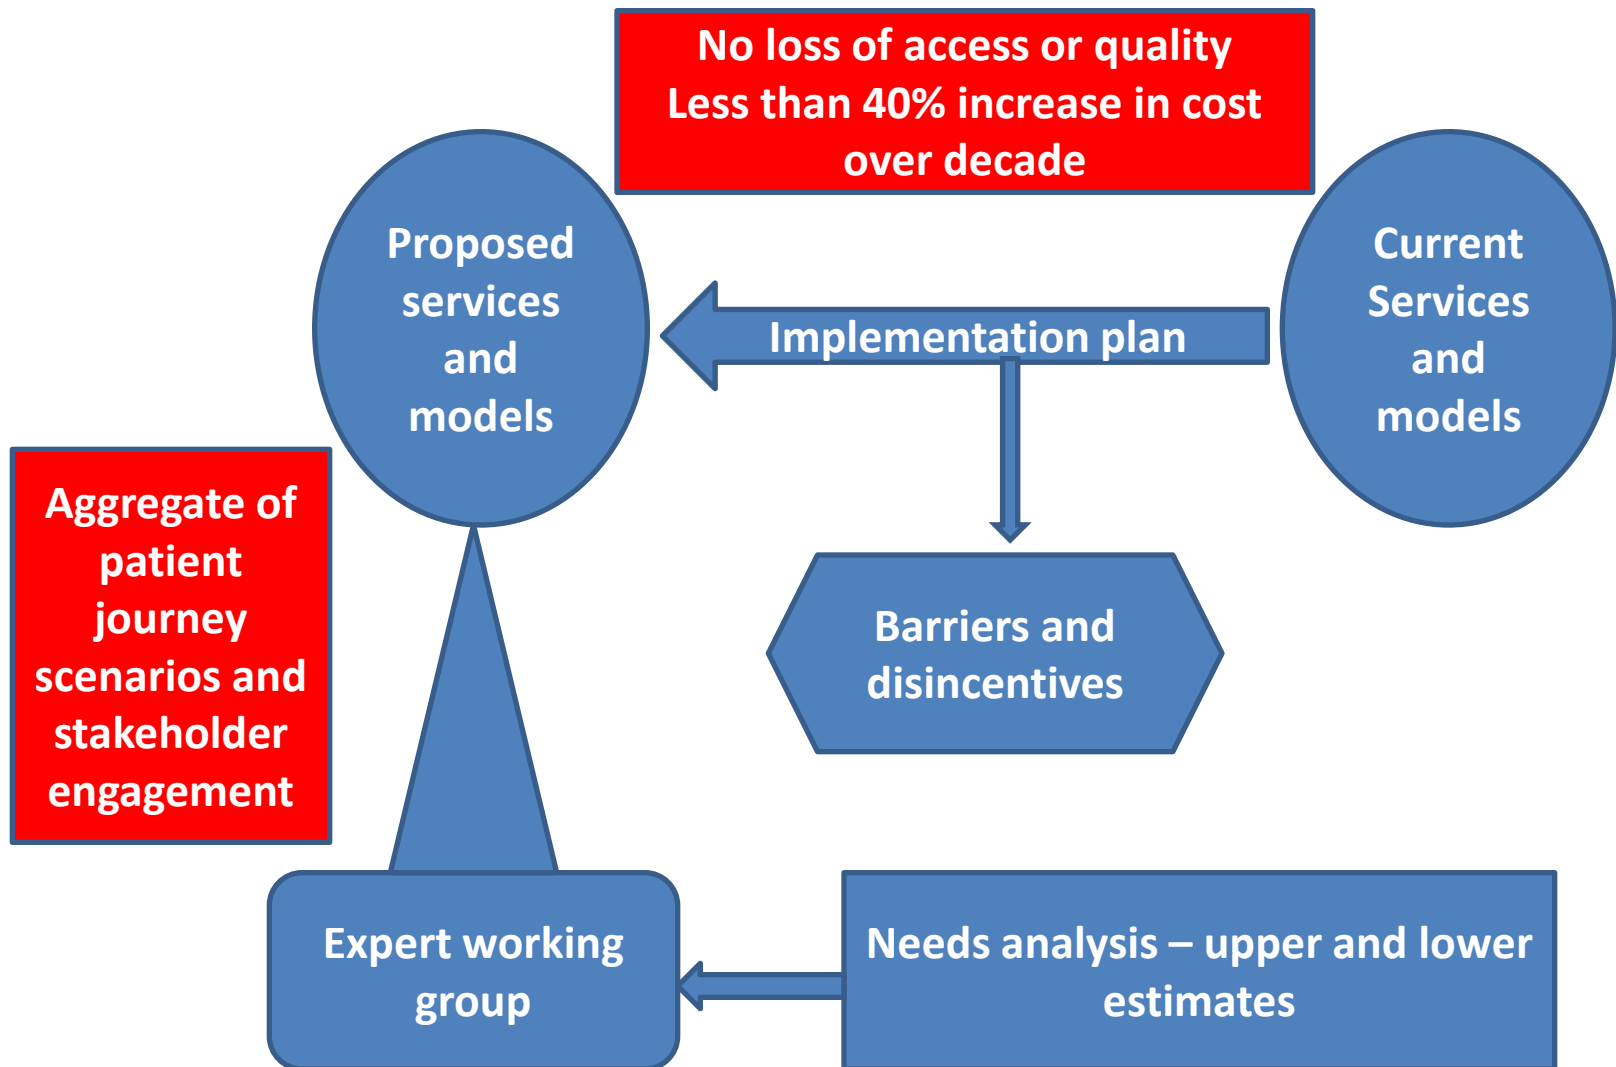 No loss of access or quality
Less than 40% increase in cost
over decade
Proposed
services
and
models
Implementation plan
Current
Services
and
models
Aggregate of
patient
journey
scenarios and
stakeholder
engagement
Barriers and
disincentives
Expert working
group
Needs analysis – upper and lower
estimates